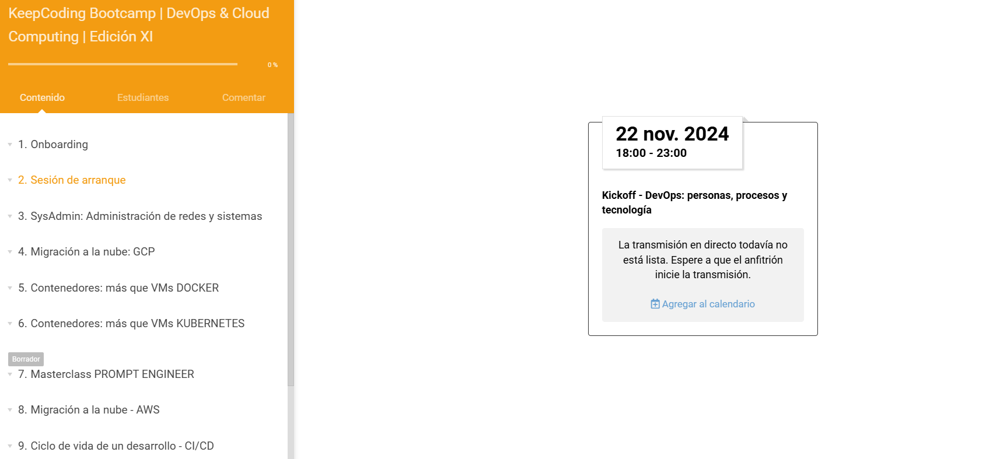 KeepCoding Bootcamp | DevOps & Cloud
Computing | Edición XI
0 %
Contenido
Estudiantes
Comentar
1. Onboarding
2. Sesión de arranque
3. SysAdmin: Administración de redes y sistemas
4. Migración a la nube: GCP
5. Contenedores: más que VMs DOCKER
6. Contenedores: más que VMs KUBERNETES
Borrador
7. Masterclass PROMPT ENGINEER
8. Migración a la nube - AWS
9. Ciclo de vida de un desarrollo - CI/CD
22 nov. 2024
18:00 - 23:00
Kickoff - DevOps: personas, procesos y
tecnología
La transmisión en directo todavía no
está lista. Espere a que el anfitrión
inicie la transmisión.
Agregar al calendario